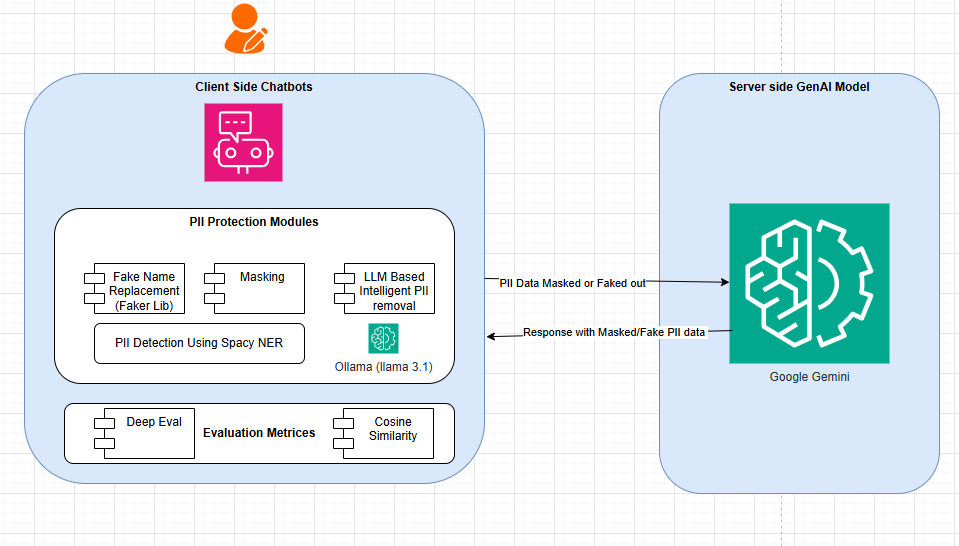 Client Side Chatbots
Server side GenAI Model
PII Protection Modules
Fake Name
Replacement
(Faker Lib)
Masking
LLM Based
Intelligent PII
removal
PII Data Masked or Faked out
PII Detection Using Spacy NER
Response with Masked/Fake PII data
Ollama (llama 3.1)
Google Gemini
Deep Eval
Evaluation Metrices
Cosine
Similarity